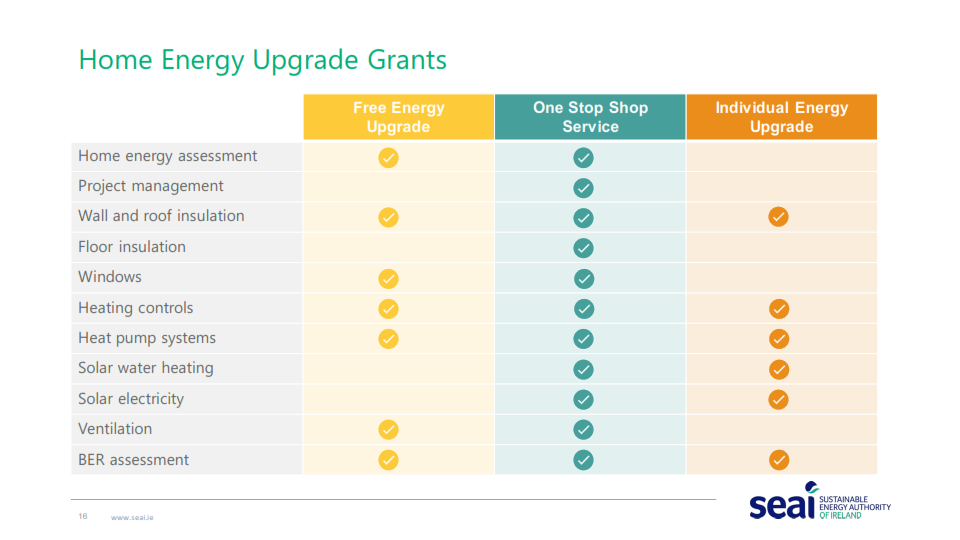 Home Energy Upgrade Grants
Free Energy
Upgrade
One Stop Shop
Service
Individual Energy
Upgrade
Home energy assessment
Project management
Wall and roof insulation
Floor insulation
Windows
Heating controls
Heat pump systems
Solar water heating
Solar electricity
Ventilation
BER assessment
16
www.seai.ie
seai
SUSTAINABLE
ENERGY AUTHORITY
OF IRELAND